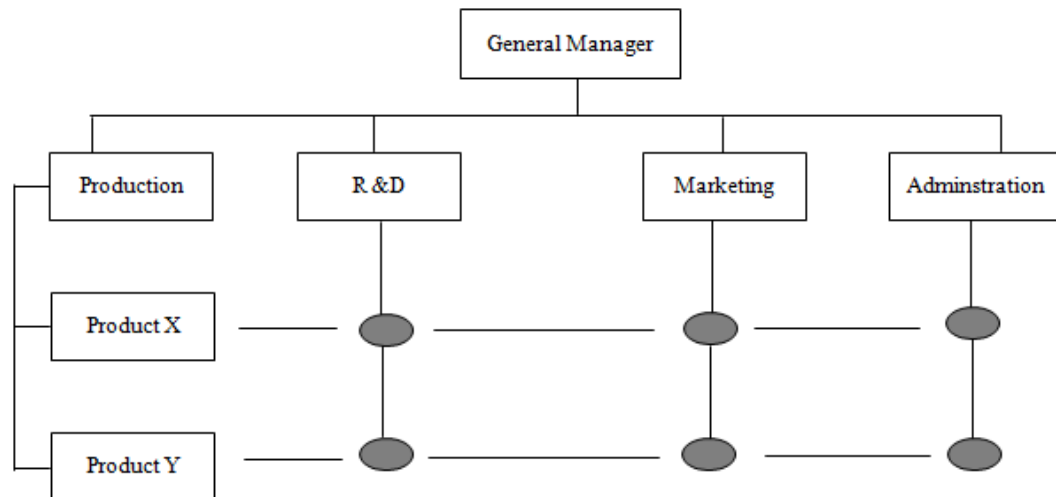 General Manager
Production
R &D
Marketing
Adminstration
Product X
Product Y